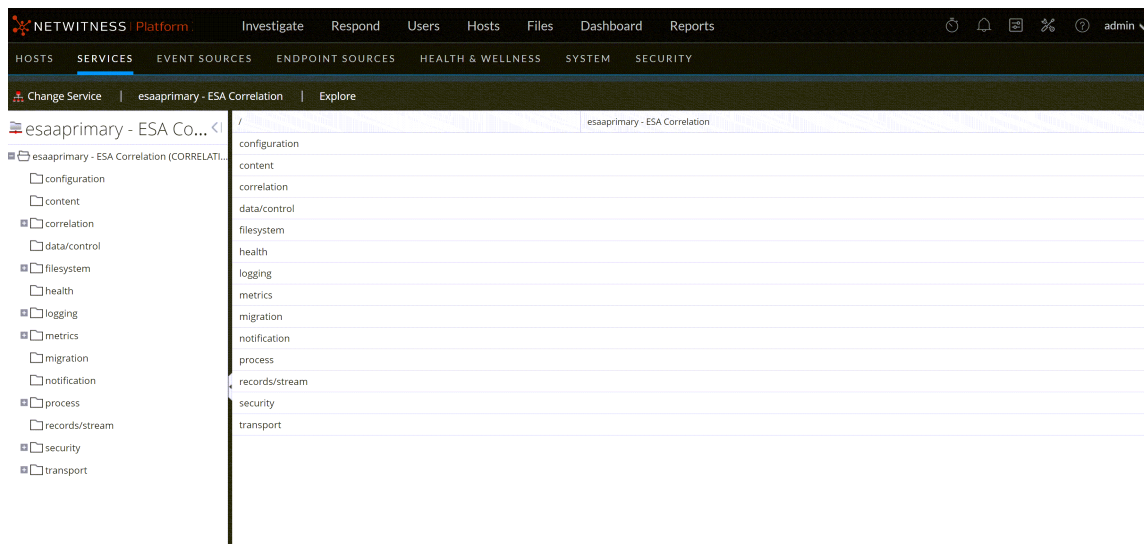 NETWITNESS Platform Investigate Respond Users Hosts Files Dashboard Reports admin
HOSTS SERVICES EVENT SOURCES ENDPOINT SOURCES HEALTH & WELLNESS SYSTEM SECURITY
Change Service | esaaprimary - ESA Correlation | Explore
esaaprimary - ESA Co...
esaaprimary - ESA Correlation (CORRELATI...
configuration
content
correlation
data/control
filesystem
health
logging
metrics
migration
notification
process
records/stream
security
transport
/ esaaprimary - ESA Correlation
configuration
content
correlation
data/control
filesystem
health
logging
metrics
migration
notification
process
records/stream
security
transport